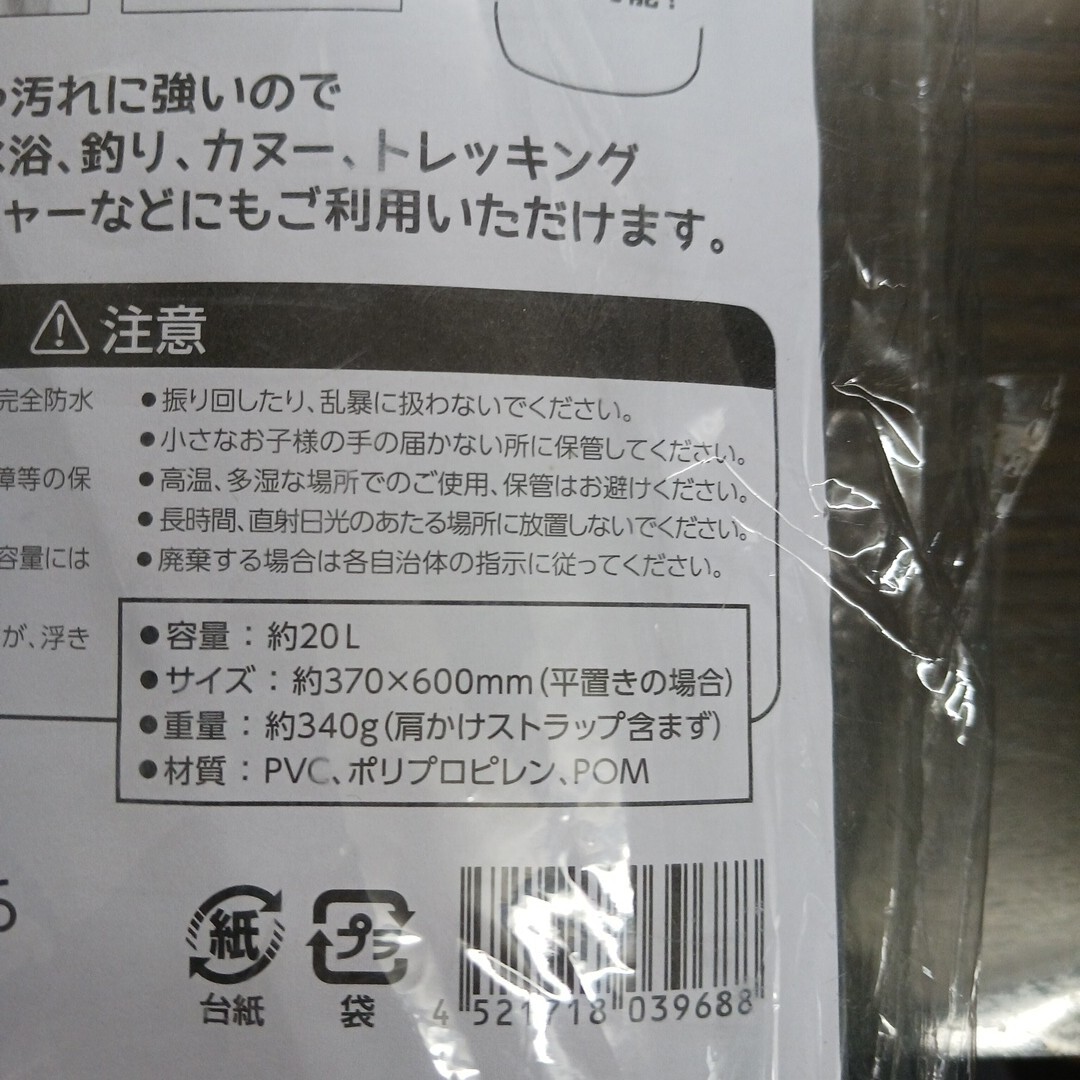 汚れに強いので
浴、釣り、カヌー、トレッキング
ャーなどにもご利用いただけます。
注意
完全防水
障等の保
容量には
が、浮き
●振り回したり、乱暴に扱わないでください。
●小さなお子様の手の届かない所に保管してください。
●高温、多湿な場所でのご使用、保管はお避けください。
●長時間、直射日光のあたる場所に放置しないでください。
●廃棄する場合は各自治体の指示に従ってください。
●容量：約20L
●サイズ：約370×600mm(平置きの場合)
●重量：約340g(肩かけストラップ含まず)
●材質：PVC、ポリプロピレン、POM
紙
台紙
プラ
袋
4 521718 039688